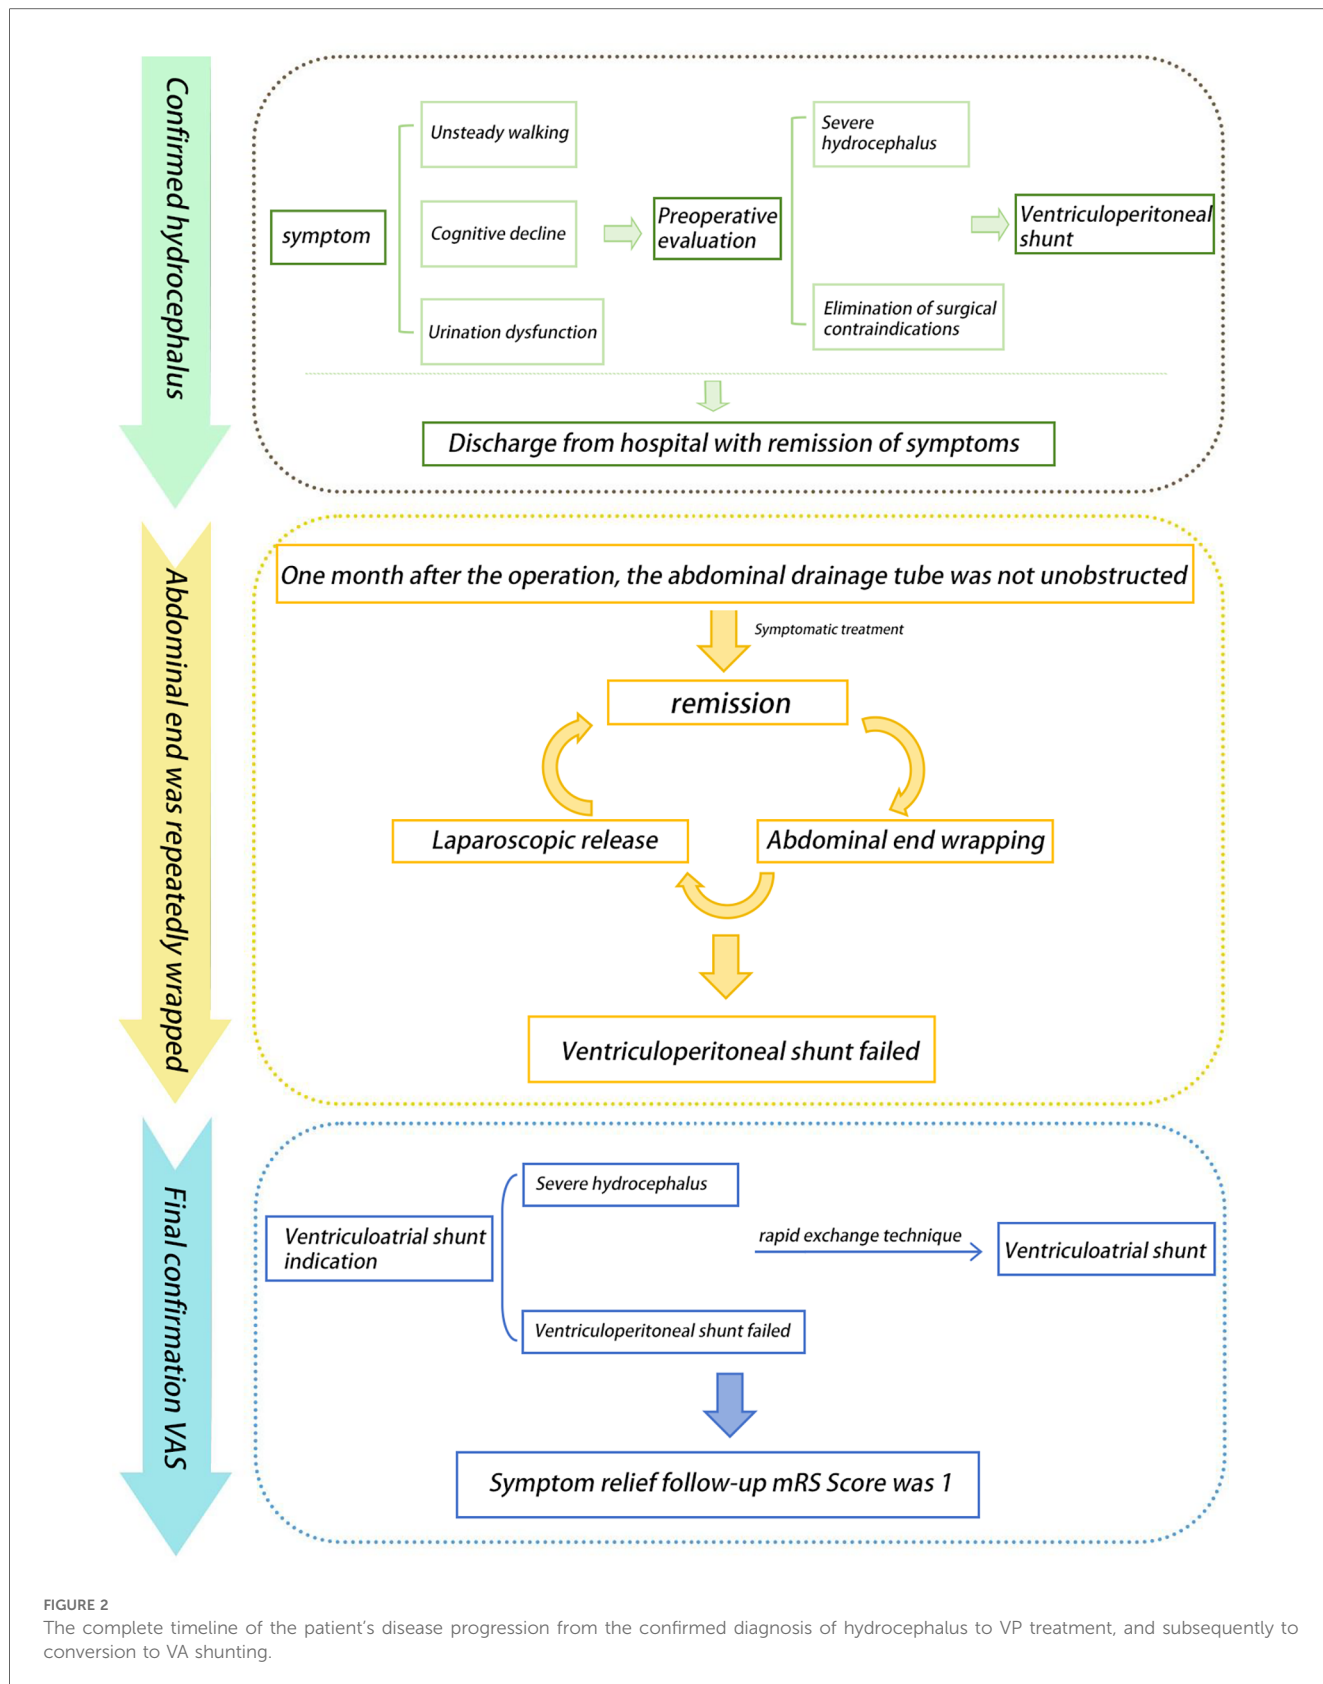 Confirmed hydrocephalus
symptom
Unsteady walking
Cognitive decline
Urination dysfunction
Preoperative
evaluation
Severe
hydrocephalus
Elimination of surgical
contraindications
Ventriculoperitoneal
shunt
Discharge from hospital with remission of symptoms
Abdominal end was repeatedly wrapped
One month after the operation, the abdominal drainage tube was not unobstructed
Symptomatic treatment
remission
Laparoscopic release
Abdominal end wrapping
Ventriculoperitoneal shunt failed
Final confirmation VAS
Ventriculoatrial shunt
indication
Severe hydrocephalus
Ventriculoperitoneal shunt failed
rapid exchange technique
Ventriculoatrial shunt
Symptom relief follow-up mRS Score was 1
FIGURE 2
The complete timeline of the patient's disease progression from the confirmed diagnosis of hydrocephalus to VP treatment, and subsequently to
conversion to VA shunting.